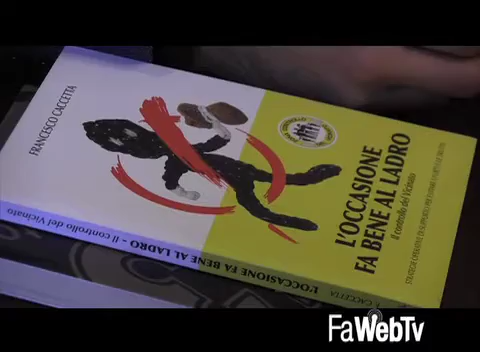 FRANCESCO CACCETTA
L'OCCASIONE
FA BENE AL LADRO
Il controllo del Vicinato
L'OCCASIONE FA BENE AL LADRO - Il controllo del Vicinato
F. CACCETTA
FaWebTv